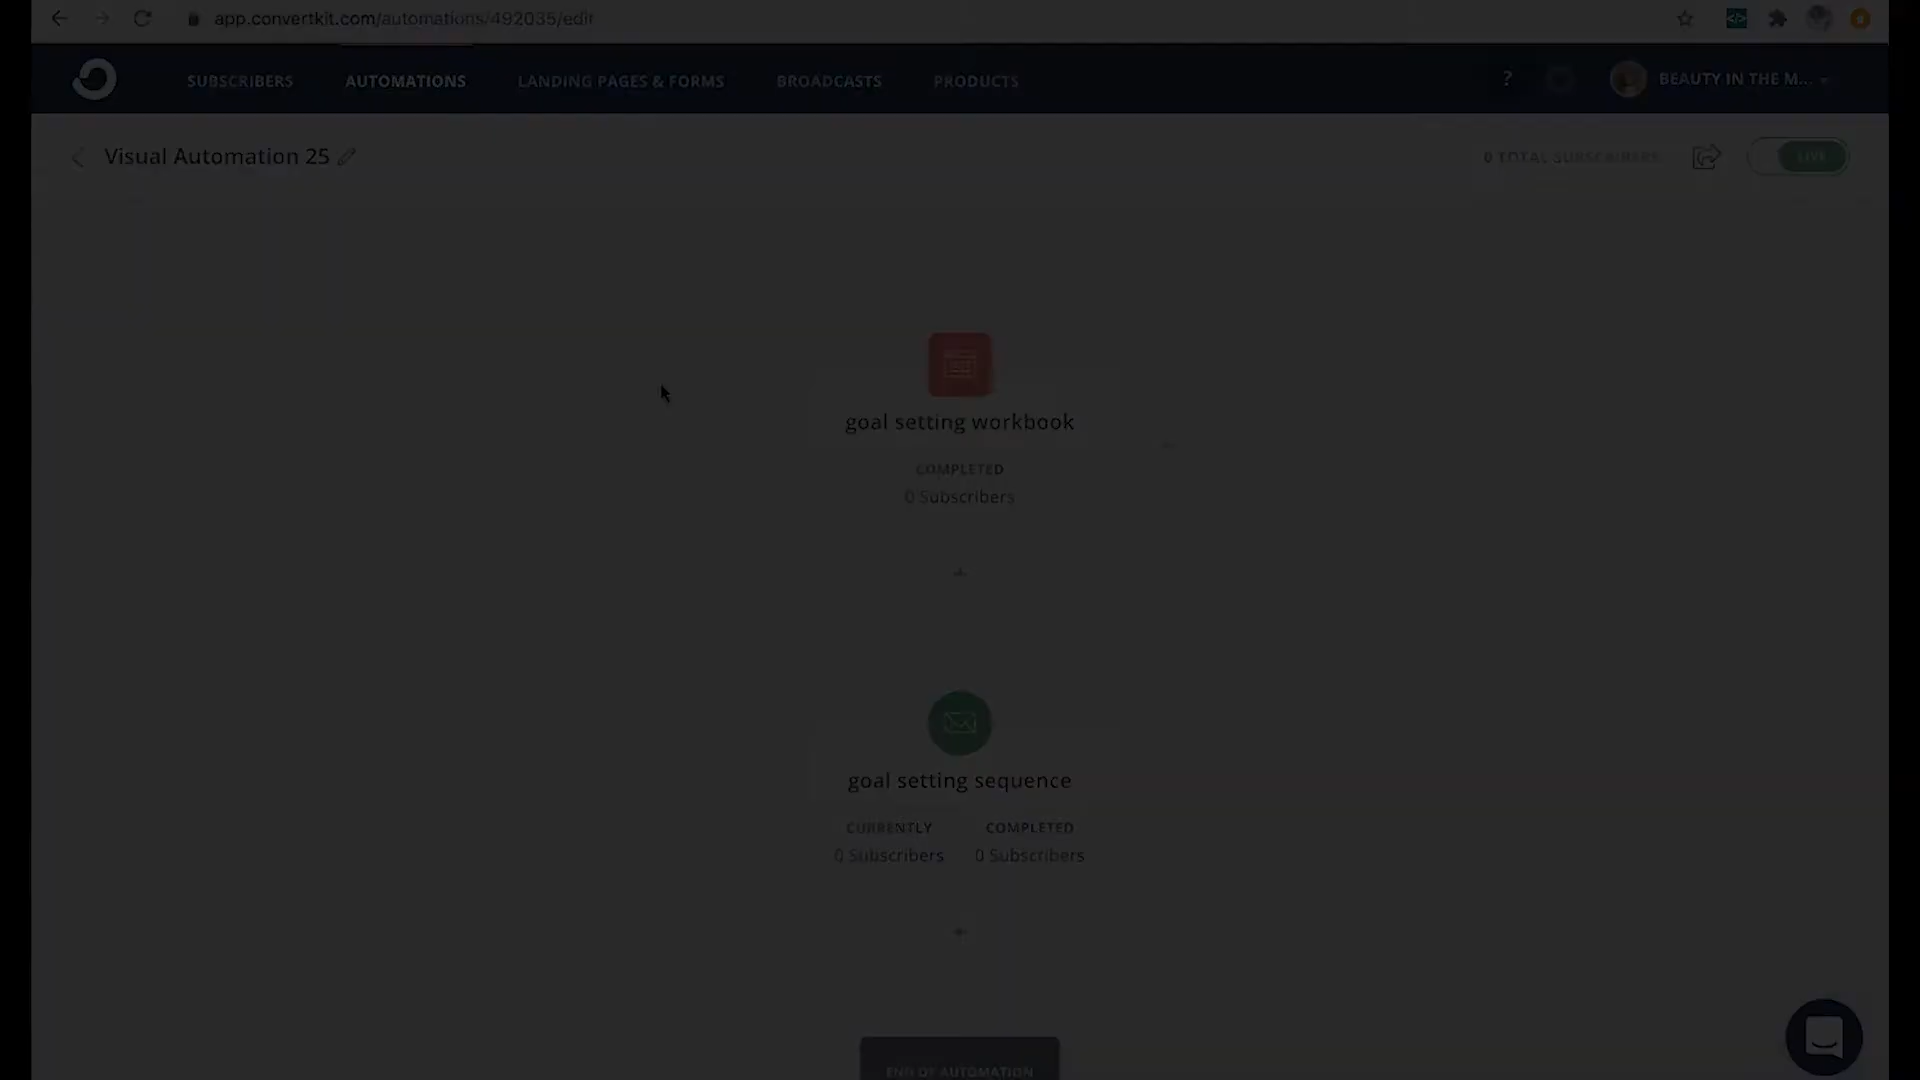 app.convertkit.com/automations/492035/edit
SUBSCRIBERS AUTOMATIONS LANDING PAGES & FORMS BROADCASTS PRODUCTS ? BEAUTY IN THE M...
Visual Automation 25
0 TOTAL SUBSCRIBERS
LIVE
goal setting workbook
COMPLETED
0 Subscribers
goal setting sequence
CURRENTLY COMPLETED
0 Subscribers 0 Subscribers
END OF AUTOMATION